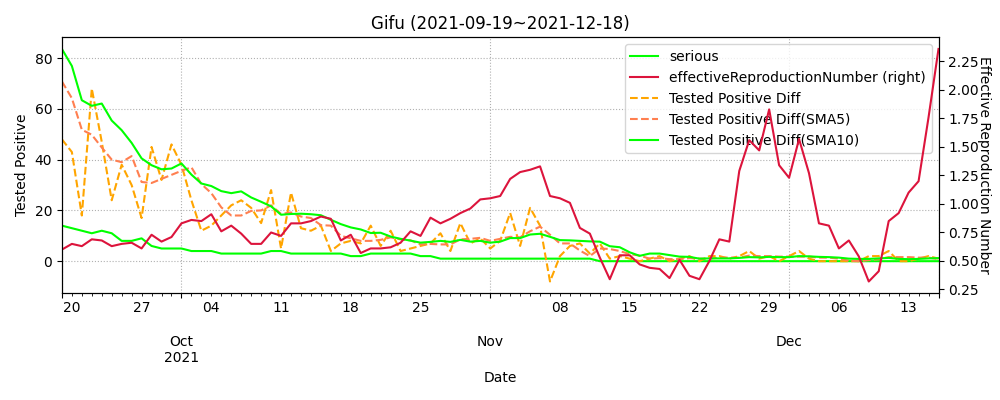 Gifu (2021-09-19~2021-12-18)
serious
effectiveReproductionNumber (right)
Tested Positive Diff
Tested Positive Diff(SMA5)
Tested Positive Diff(SMA10)
Tested Positive
80
60
40
20
0
Effective Reproduction Number
2.25
2.00
1.75
1.50
1.25
1.00
0.75
0.50
0.25
20 27 04 11 18 25 08 15 22 29 06 13
Oct Nov Dec
2021
Date